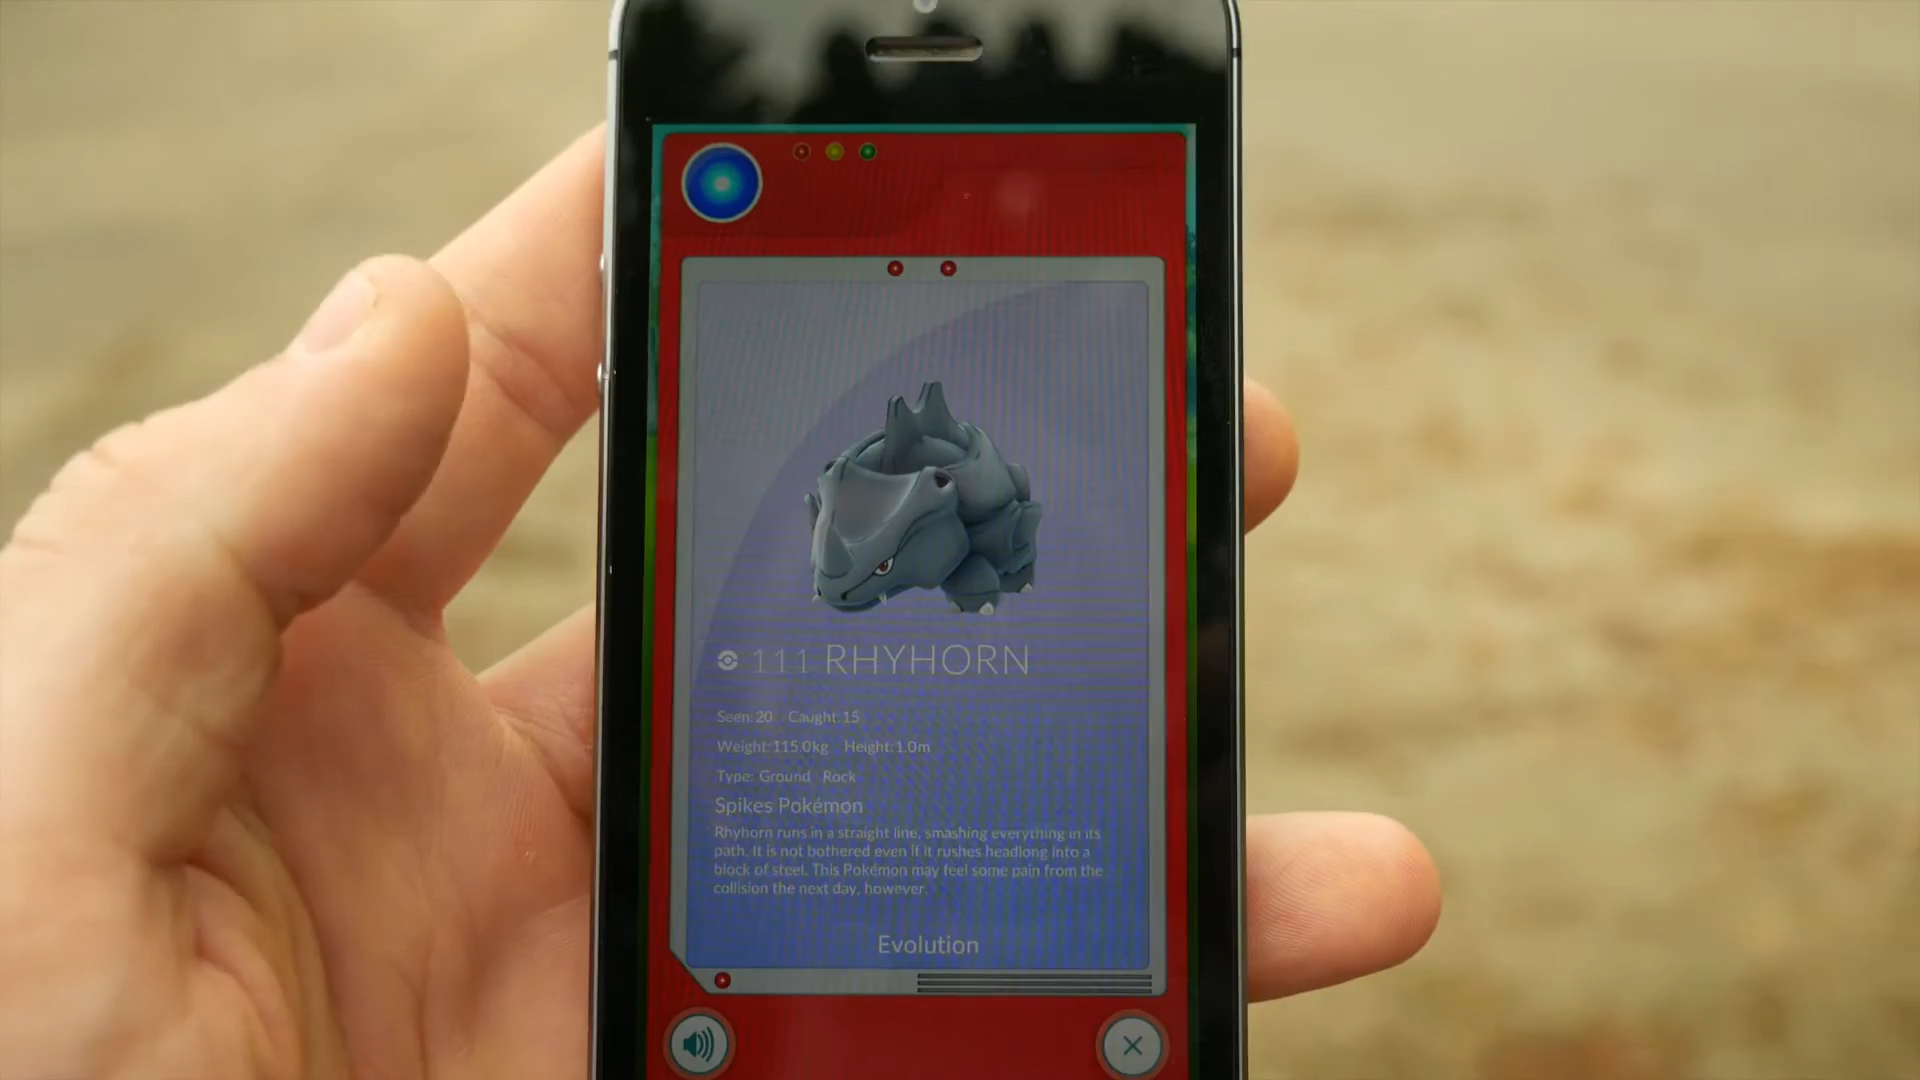 111 RHYHORN
Seen: 20 Caught: 15
Weight: 115.0kg Height: 1.0m
Type: Ground Rock
Spikes Pokémon
Rhyhorn runs in a straight line, smashing everything in its
path. It is not bothered even if it rushes headlong into a
block of steel. This Pokémon may feel some pain from the
collision the next day, however.
Evolution